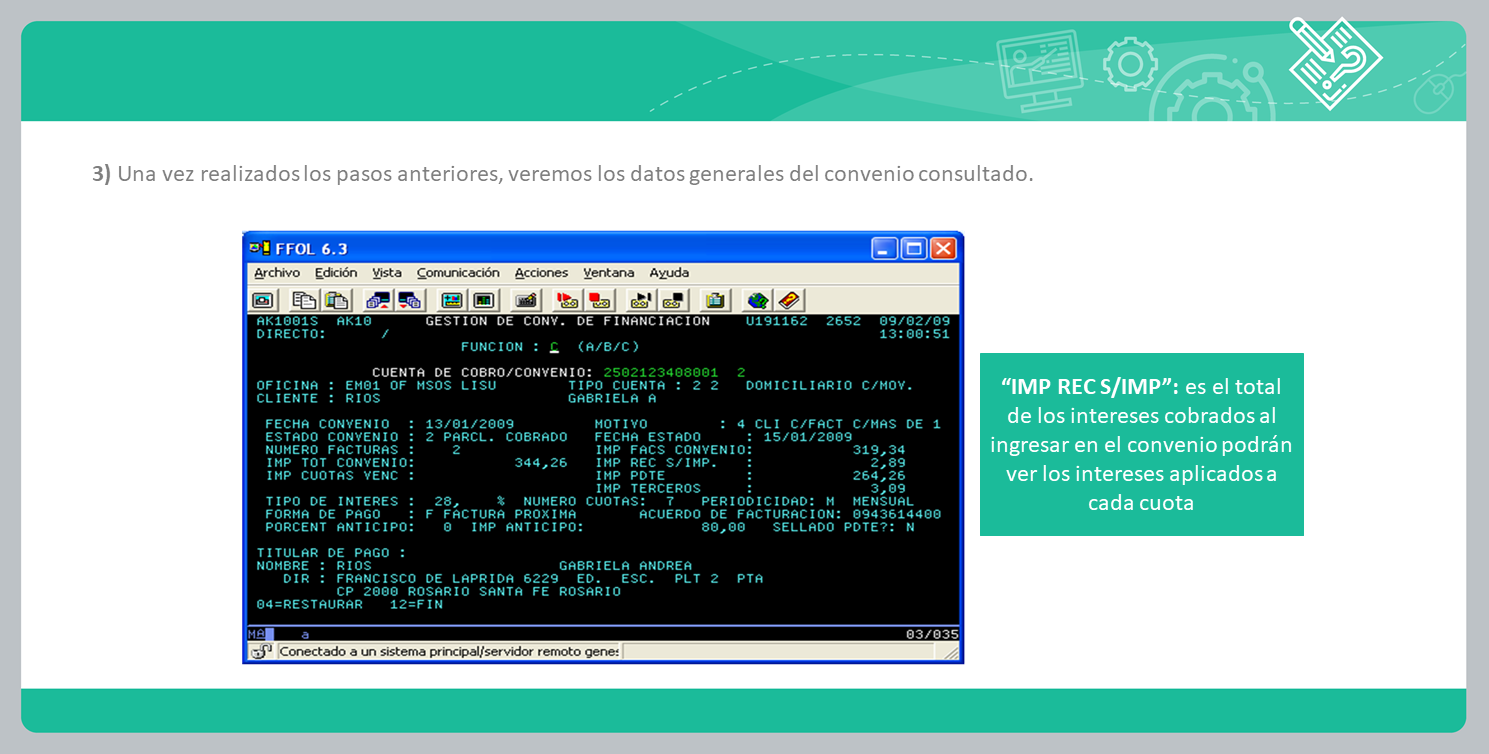 3) Una vez realizados los pasos anteriores, veremos los datos generales del convenio consultado.
FFOL 6.3
Archivo Edición Vista Comunicación Acciones Ventana Ayuda
AK1001S AK10 GESTION DE CONV. DE FINANCIACION U191162 2652 09/02/09
DIRECTO: / 13:00:51
FUNCION : C (A/B/C)
CUENTA DE COBRO/CONVENIO: 2502123408001 2
OFICINA : EM01 OF MSOS LISU TIPO CUENTA : 2 2 DOMICILIARIO C/MOV.
CLIENTE : RIOS GABRIELA A
FECHA CONVENIO : 13/01/2009 MOTIVO : 4 CLI C/FACT C/MAS DE 1
ESTADO CONVENIO : 2 PARCL. COBRADO FECHA ESTADO : 15/01/2009
NUMERO FACTURAS : 2 IMP FACS CONVENIO: 319,34
IMP TOT CONVENIO: 344,26 IMP REC S/IMP. : 2,89
IMP CUOTAS VENC : IMP PDTE : 264,26
IMP TERCEROS : 3,09
TIPO DE INTERES : 28, % NUMERO CUOTAS: 7 PERIODICIDAD: M MENSUAL
FORMA DE PAGO : F FACTURA PROXIMA ACUERDO DE FACTURACION: 0943614400
PORCENT ANTICIPO: 0 IMP ANTICIPO: 80,00 SELLADO PDTE?: N
TITULAR DE PAGO :
NOMBRE : RIOS GABRIELA ANDREA
DIR : FRANCISCO DE LAPRIDA 6229 ED. ESC. PLT 2 PTA
CP 2000 ROSARIO SANTA FE ROSARIO
04=RESTAURAR 12=FIN
a 03/035
Conectado a un sistema principal/servidor remoto gene
“IMP REC S/IMP”: es el total
de los intereses cobrados al
ingresar en el convenio podrán
ver los intereses aplicados a
cada cuota